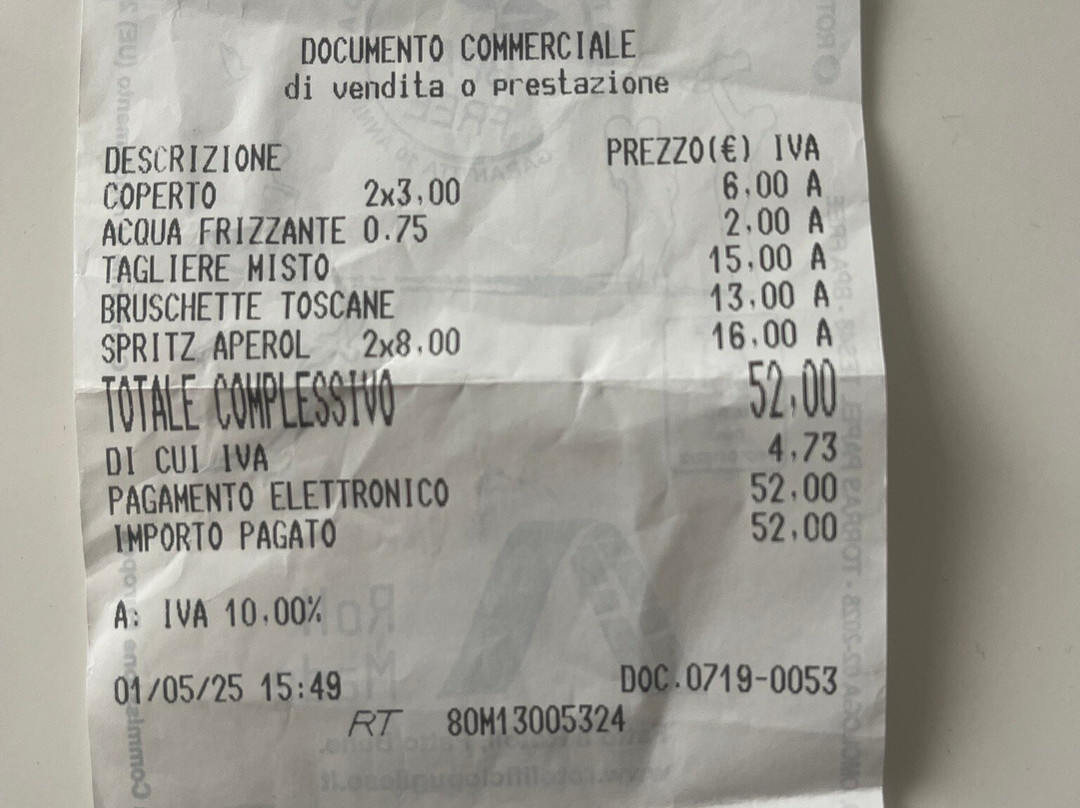 DOCUMENTO COMMERCIALE
di vendita o prestazione
DESCRIZIONE PREZZO(€) IVA
COPERTO 2x3,00 6,00 A
ACQUA FRIZZANTE 0.75 2,00 A
TAGLIERE MISTO 15,00 A
BRUSCHETTE TOSCANE 13,00 A
SPRITZ APEROL 2x8,00 16,00 A
TOTALE COMPLESSIVO 52,00
DI CUI IVA 4,73
PAGAMENTO ELETTRONICO 52,00
IMPORTO PAGATO 52,00
A: IVA 10,00%
01/05/25 15:49 DOC.0719-0053
RT 80M13005324